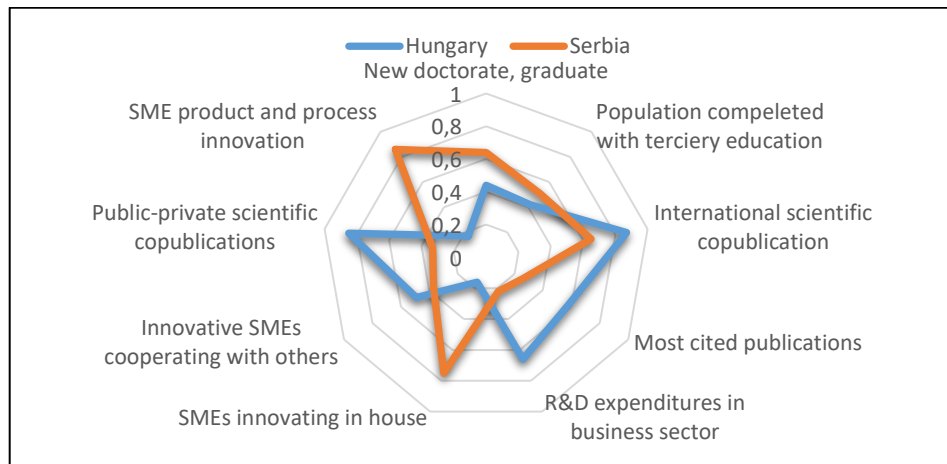 Hungary
Serbia
New doctorate, graduate
Population compeleted
with terciery education
International scientific
copublication
Most cited publications
R&D expenditures in
business sector
SMEs innovating in house
Innovative SMEs
cooperating with others
Public-private scientific
copublications
SME product and process
innovation
1
0,8
0,6
0,4
0,2
0